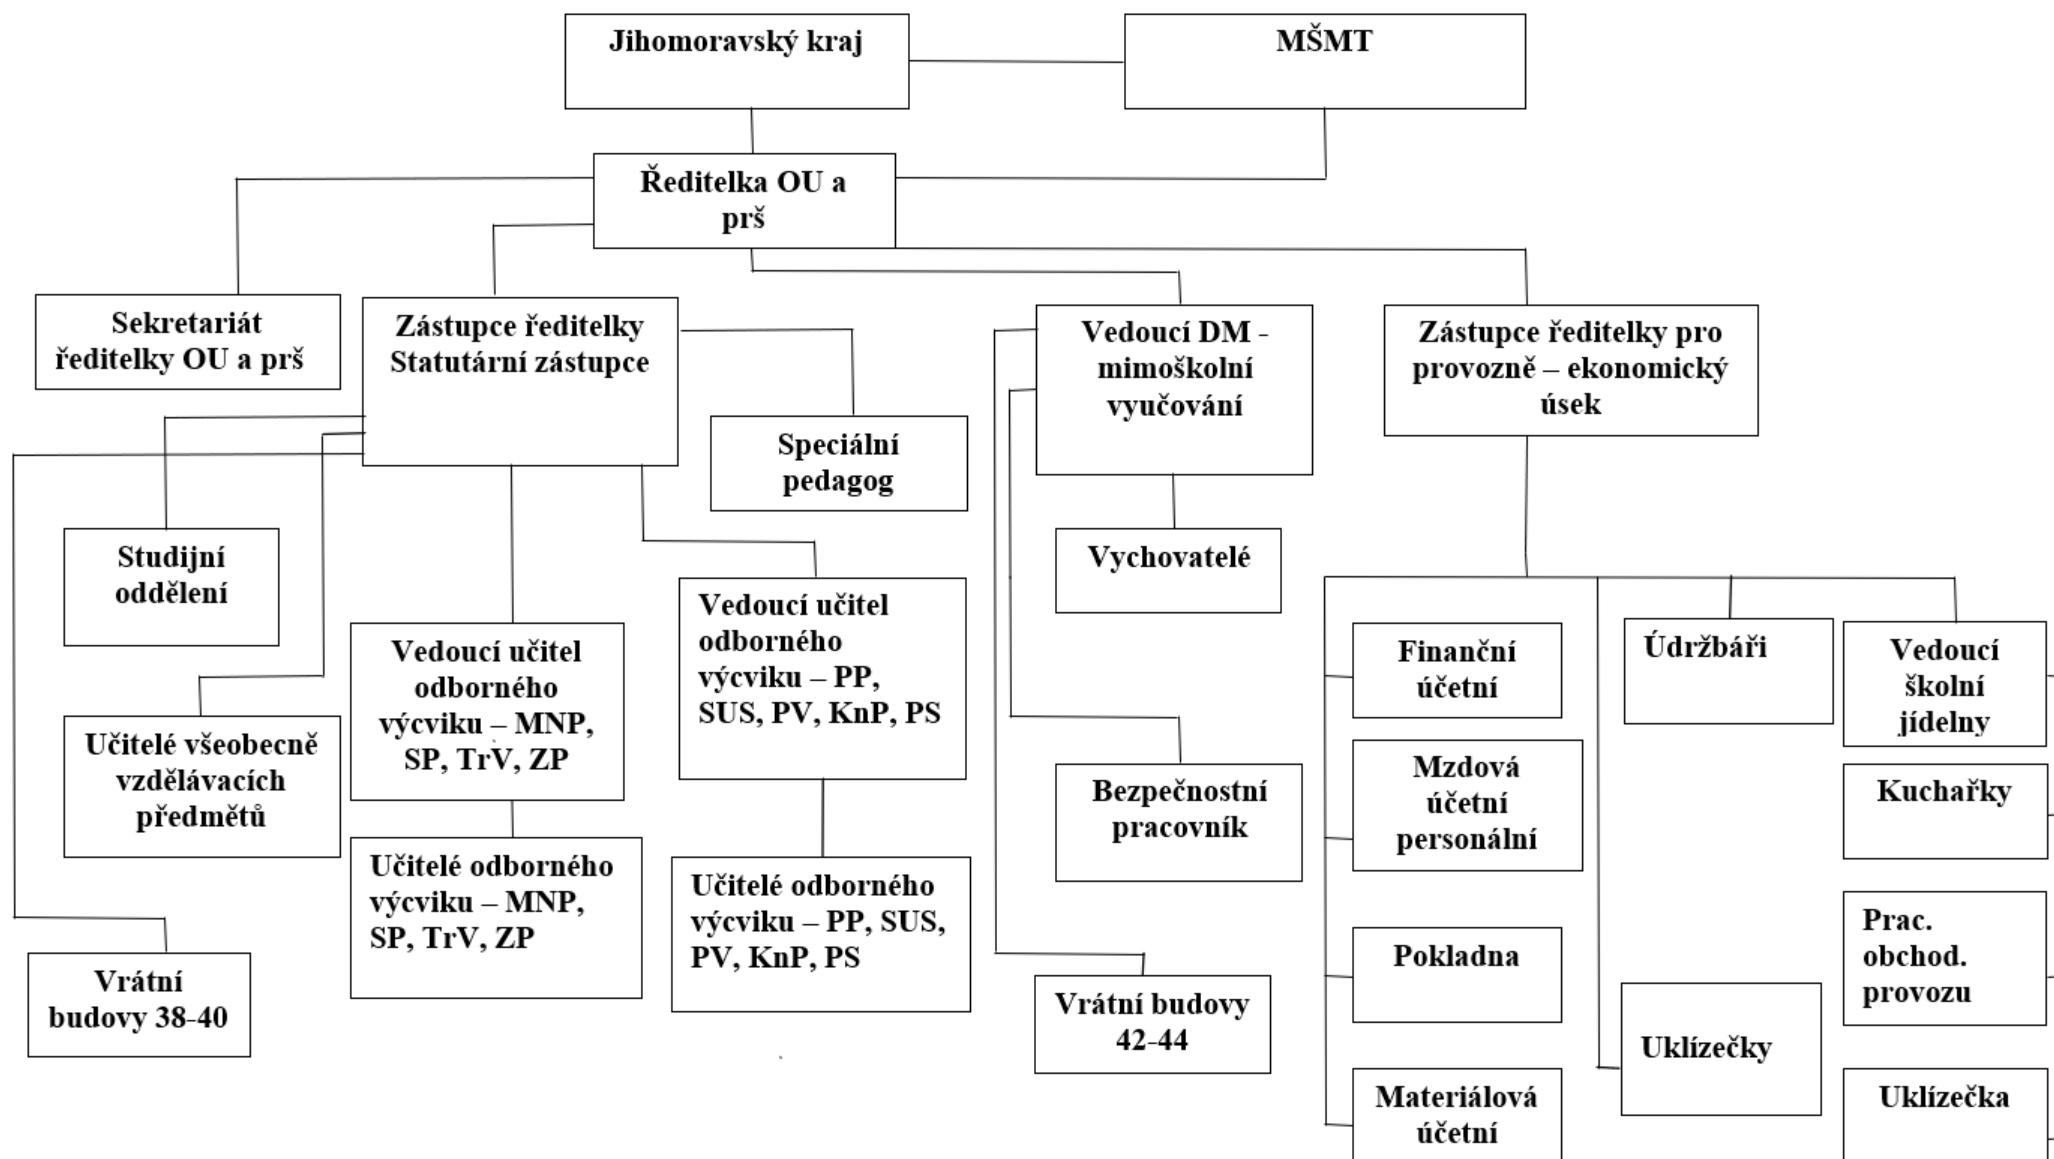 Jihomoravský kraj
MŠMT
Ředitelka OU a
prš
Sekretariát
ředitelky OU a prš
Zástupce ředitelky
Statutární zástupce
Vedoucí DM -
mimoškolní
vyučování
Zástupce ředitelky pro
provozně – ekonomický
úsek
Speciální
pedagog
Studijní
oddělení
Vychovatelé
Vedoucí učitel
odborného
výcviku – MNP,
SP, TrV, ZP
Vedoucí učitel
odborného
výcviku – PP,
SUS, PV, KnP, PS
Finanční
účetní
Údržbáři
Vedoucí
školní
jídelny
Učitelé všeobecně
vzdělávacích
předmětů
Mzdová
účetní
personální
Bezpečnostní
pracovník
Kuchařky
Učitelé odborného
výcviku – MNP,
SP, TrV, ZP
Učitelé odborného
výcviku – PP, SUS,
PV, KnP, PS
Pokladna
Prac.
obchod.
provozu
Vrátní
budovy 38-40
Vrátní budovy
42-44
Uklízečky
Materiálová
účetní
Uklízečka